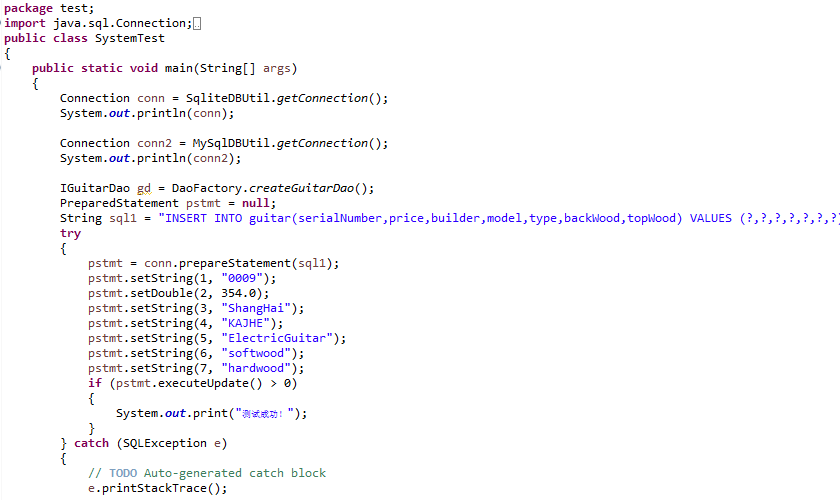 package test;
import java.sql.Connection;
public class SystemTest
{
    public static void main(String[] args)
    {
        Connection conn = SqliteDBUtil.getConnection();
        System.out.println(conn);
        Connection conn2 = MySqlDBUtil.getConnection();
        System.out.println(conn2);
        IGuitarDao gd = DaoFactory.createGuitarDao();
        PreparedStatement pstmt = null;
        String sql1 = "INSERT INTO guitar(serialNumber,price,builder,model,type,backWood,topWood) VALUES (?,?,?,?,?,?,?)
        try
        {
            pstmt = conn.prepareStatement(sql1);
            pstmt.setString(1, "0009");
            pstmt.setDouble(2, 354.0);
            pstmt.setString(3, "ShangHai");
            pstmt.setString(4, "KAJHE");
            pstmt.setString(5, "ElectricGuitar");
            pstmt.setString(6, "softwood");
            pstmt.setString(7, "hardwood");
            if (pstmt.executeUpdate() > 0)
            {
                System.out.print("测试成功！");
            }
        } catch (SQLException e)
        {
            // TODO Auto-generated catch block
            e.printStackTrace();